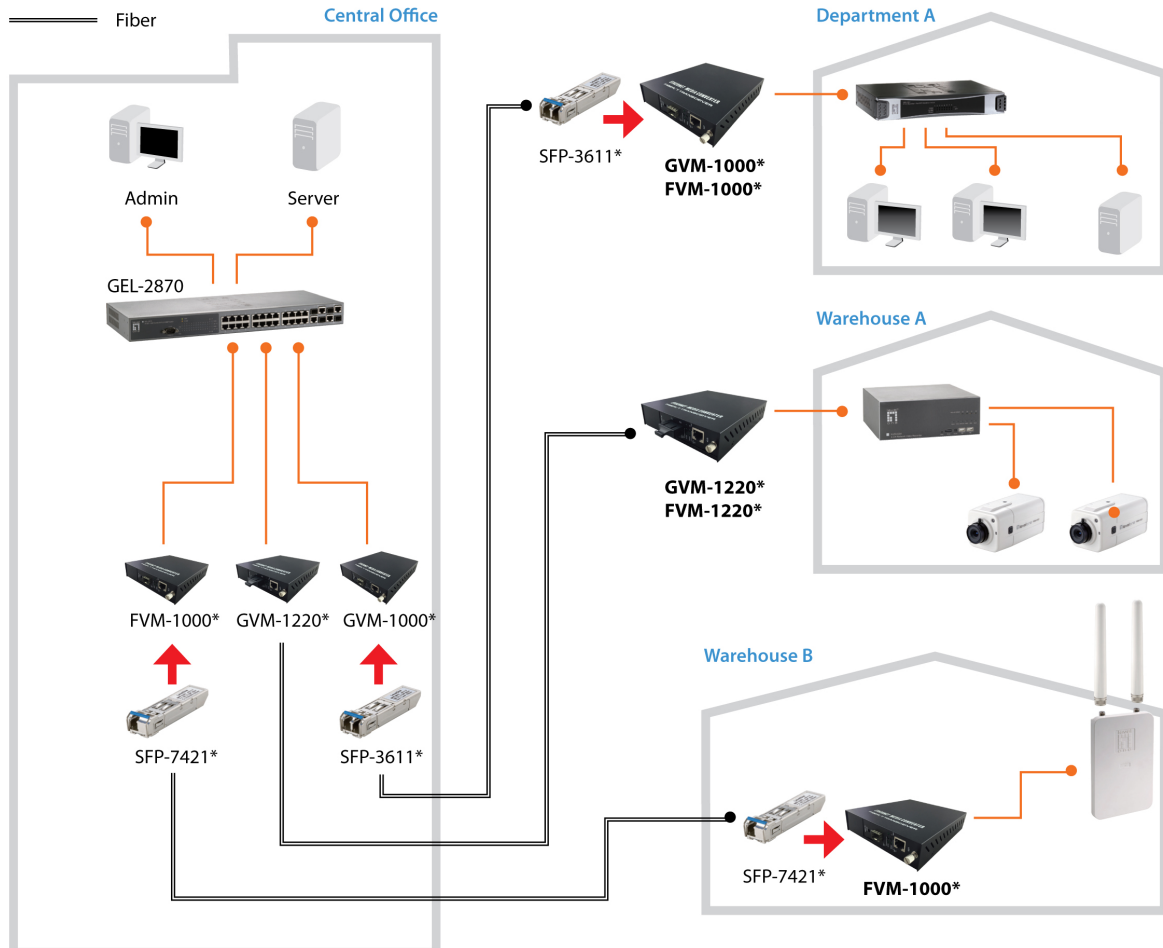 Fiber
Central Office
Admin
Server
GEL-2870
FVM-1000*
GVM-1220*
GVM-1000*
SFP-7421*
SFP-3611*
Department A
SFP-3611*
GVM-1000*
FVM-1000*
Warehouse A
GVM-1220*
FVM-1220*
Warehouse B
SFP-7421*
FVM-1000*